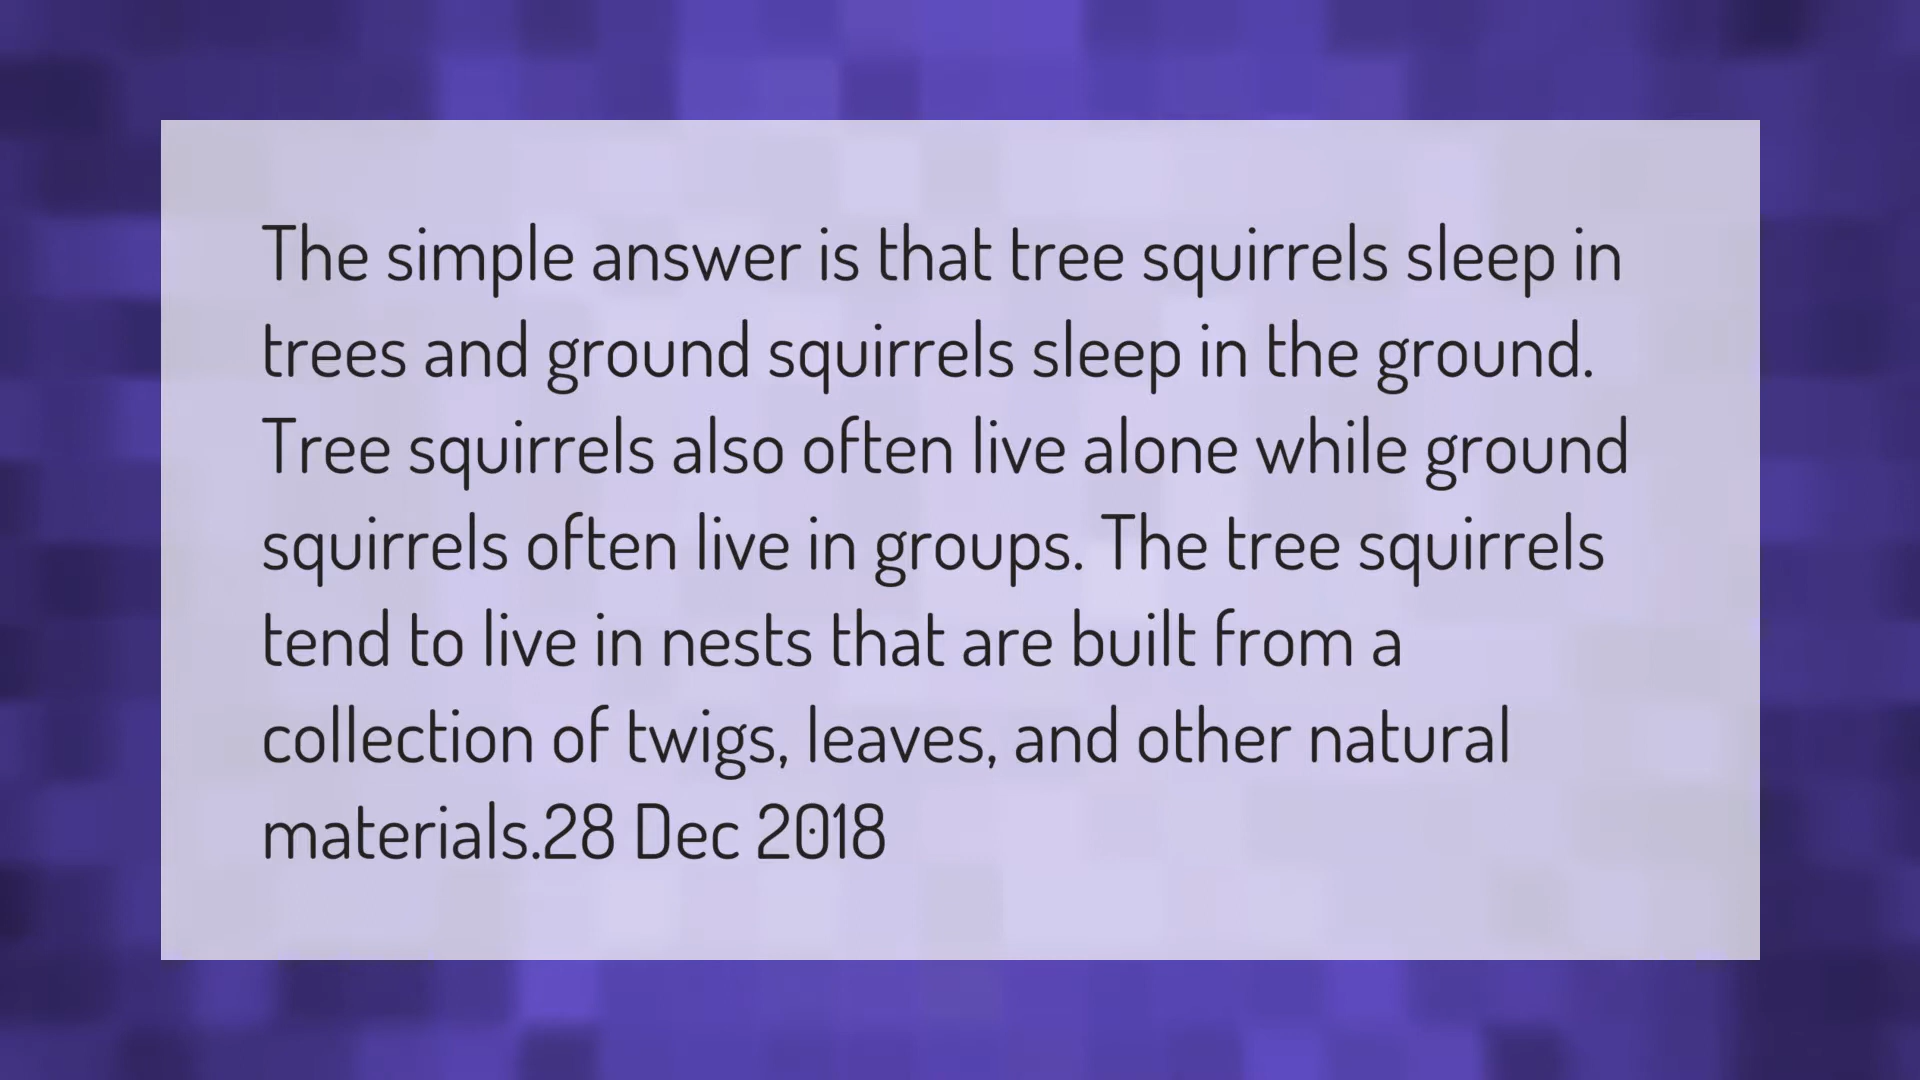 The simple answer is that tree squirrels sleep in
trees and ground squirrels sleep in the ground.
Tree squirrels also often live alone while ground
squirrels often live in groups. The tree squirrels
tend to live in nests that are built from a
collection of twigs, leaves, and other natural
materials.28 Dec 2018